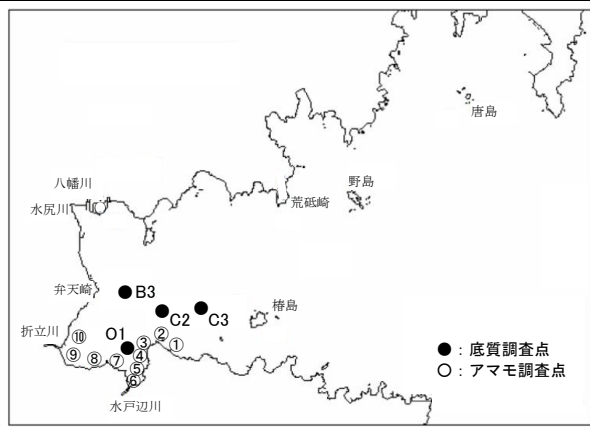 唐島
八幡川
野島
水尻川
荒砥崎
弁天崎
B3
椿島
C2
C3
折立川
O1
⑩
②
③
①
④
⑨
⑧
⑦
⑤
⑥
●：底質調査点
○：アマモ調査点
水戸辺川